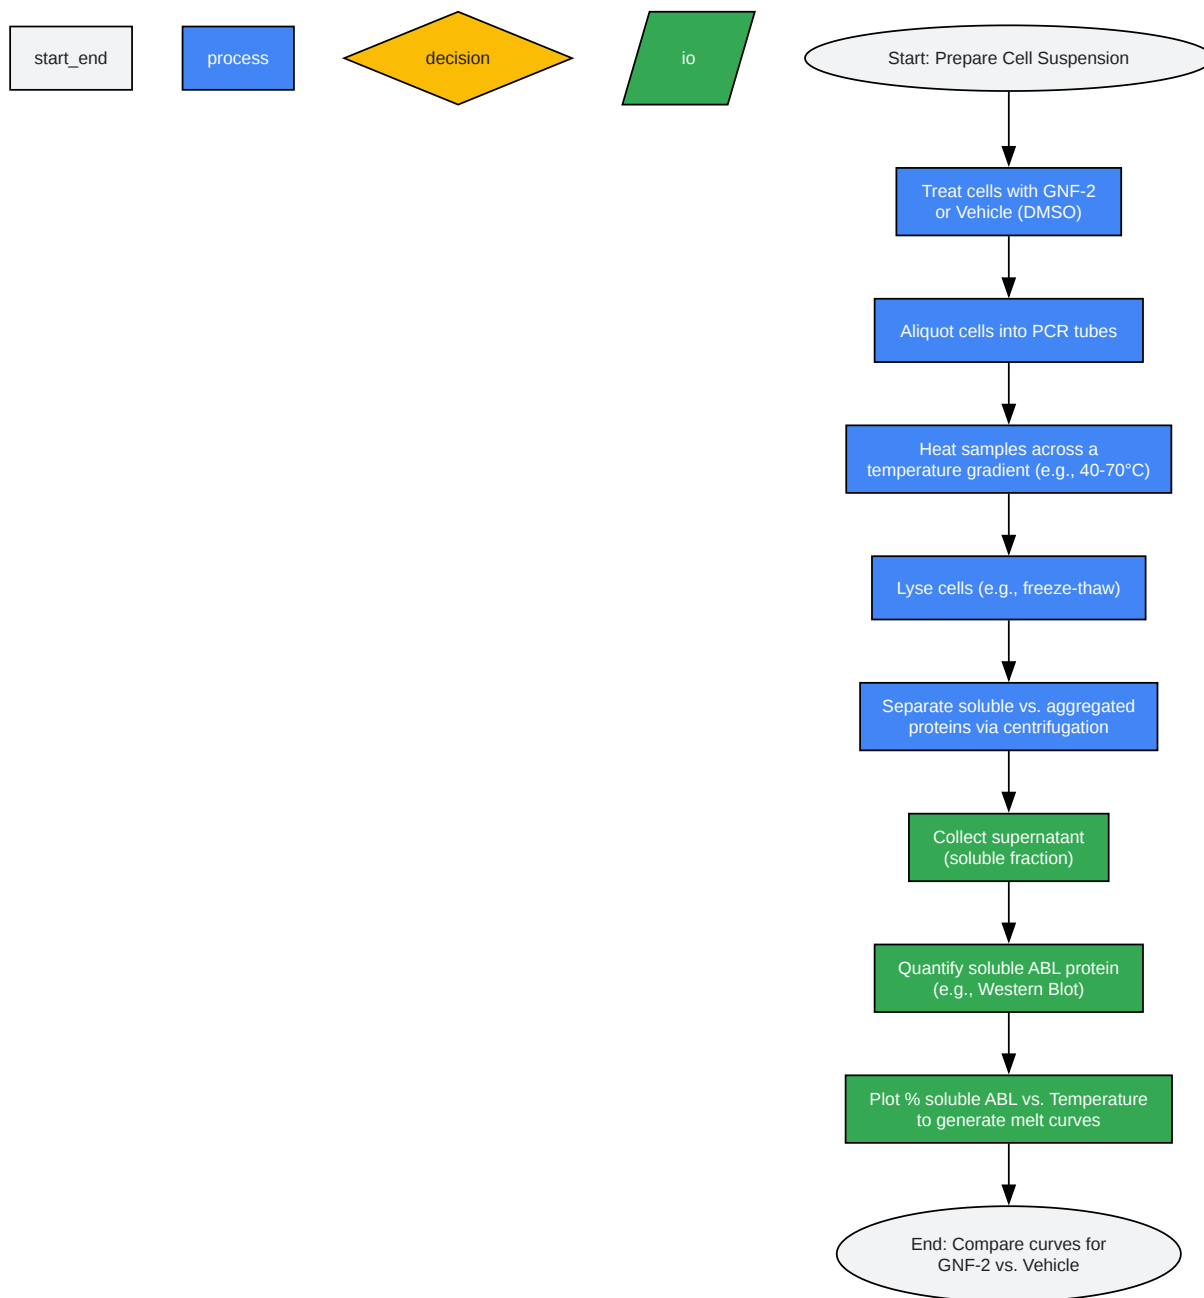 start_end
process
decision
io
Start: Prepare Cell Suspension
Treat cells with GNF-2
or Vehicle (DMSO)
Aliquot cells into PCR tubes
Heat samples across a
temperature gradient (e.g., 40-70°C)
Lyse cells (e.g., freeze-thaw)
Separate soluble vs. aggregated
proteins via centrifugation
Collect supernatant
(soluble fraction)
Quantify soluble ABL protein
(e.g., Western Blot)
Plot % soluble ABL vs. Temperature
to generate melt curves
End: Compare curves for
GNF-2 vs. Vehicle